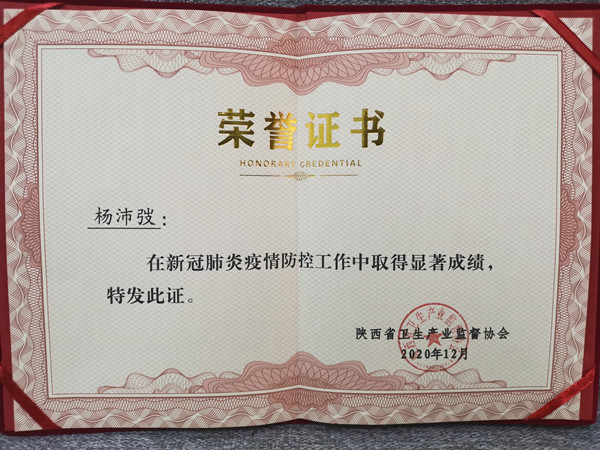 荣誉证书
HONORARY CREDENTIAL
杨沛弢：
在新冠肺炎疫情防控工作中取得显著成绩，
特发此证。
陕西省卫生产业监督协会
2020年12月